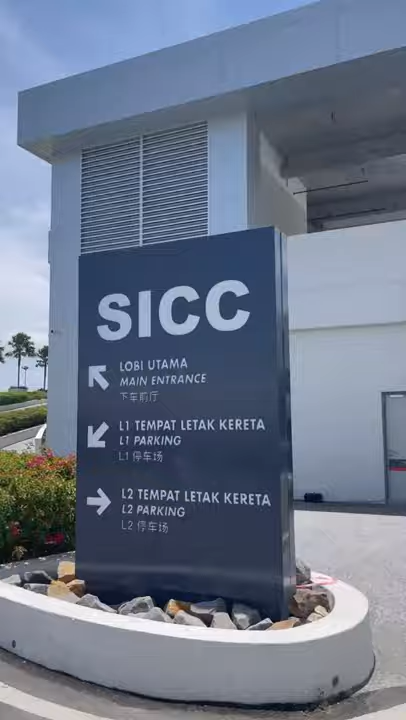 SICC
LOBI UTAMA
MAIN ENTRANCE
下车前厅
L1 TEMPAT LETAK KERETA
L1 PARKING
L1 停车场
L2 TEMPAT LETAK KERETA
L2 PARKING
L2 停车场